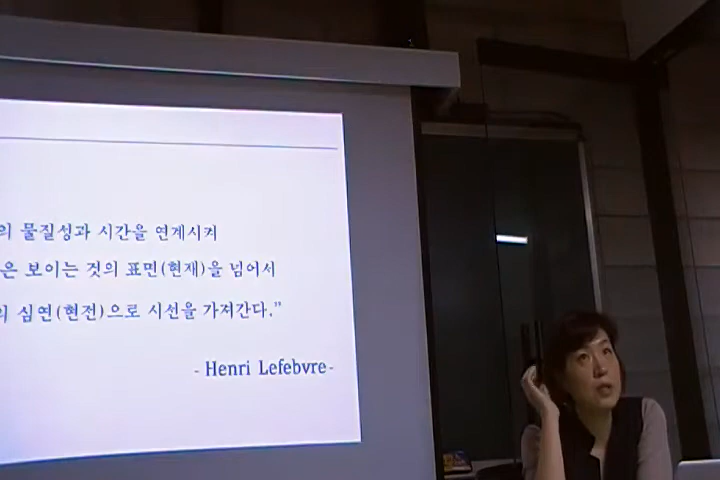 의 물질성과 시간을 연계시켜
은 보이는 것의 표면(현재)을 넘어서
의 심연(현전)으로 시선을 가져간다."
- Henri Lefebvre-